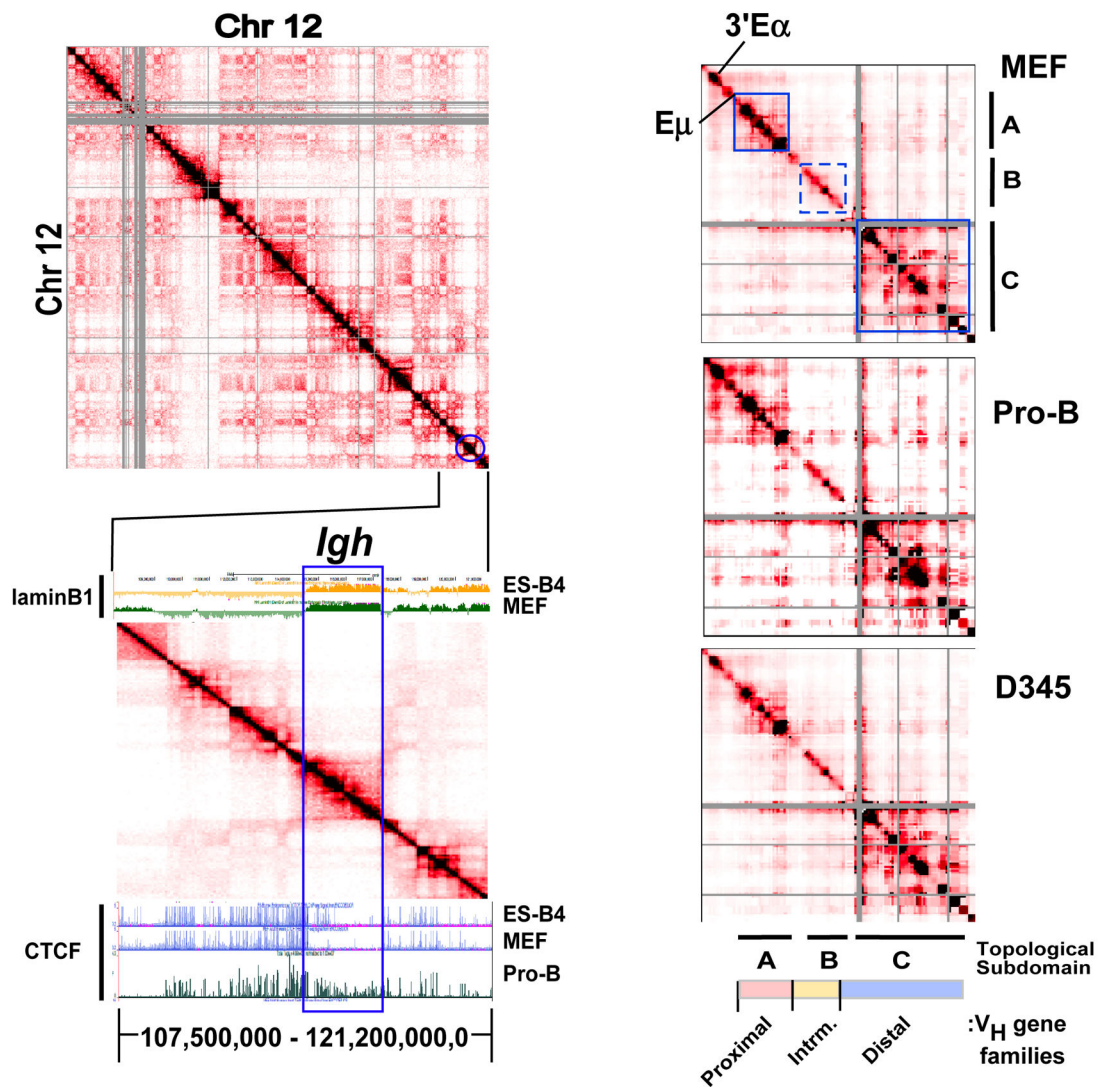 Chr 12
Chr 12
Igh
laminB1
ES-B4
MEF
CTCF
ES-B4
MEF
Pro-B
107,500,000 - 121,200,000,0
3'Eα
Eμ
MEF
A
B
C
Pro-B
D345
A B C
Topological
Subdomain
Proximal
Intrm.
Distal
:VH gene
families